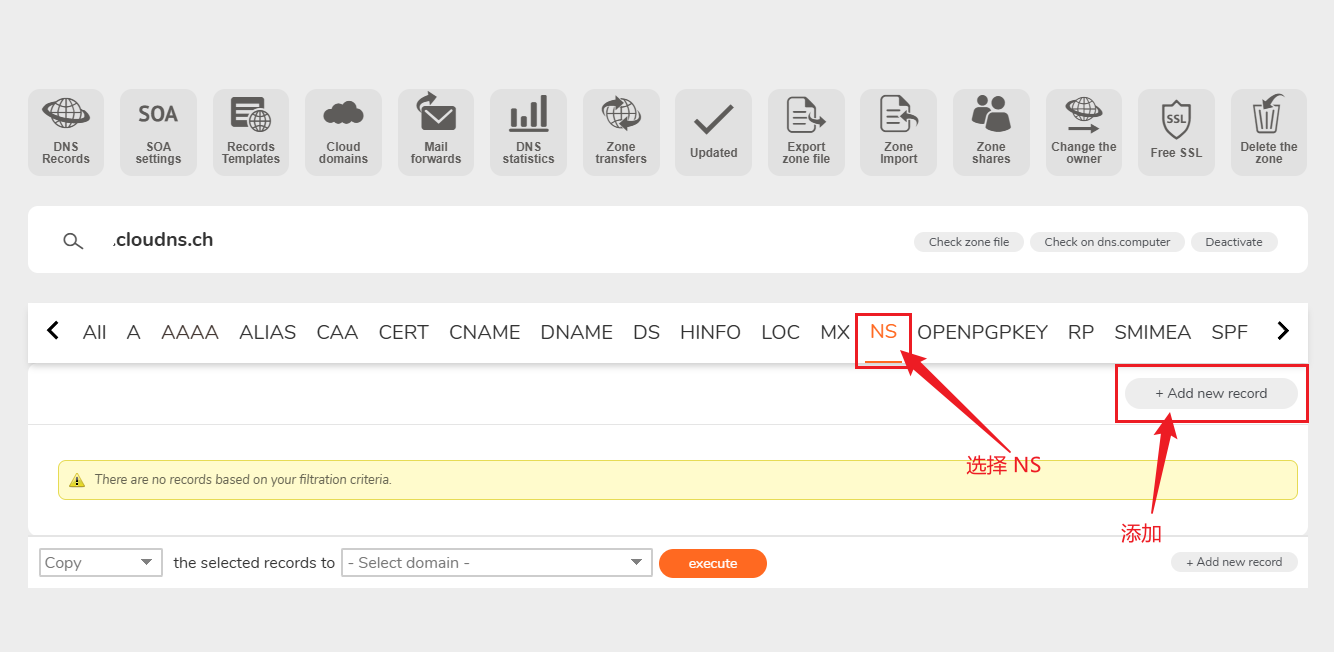 SOA
SSL
DNS Records
SOA settings
Records Templates
Cloud domains
Mail forwards
DNS statistics
Zone transfers
Updated
Export zone file
Zone Import
Zone shares
Change the owner
Free SSL
Delete the zone
.cloudns.ch
Check zone file
Check on dns.computer
Deactivate
All A AAAA ALIAS CAA CERT CNAME DNAME DS HINFO LOC MX NS OPENPGPKEY RP SMIMEA SPF
+ Add new record
选择 NS
There are no records based on your filtration criteria.
添加
Copy the selected records to - Select domain - execute
+ Add new record